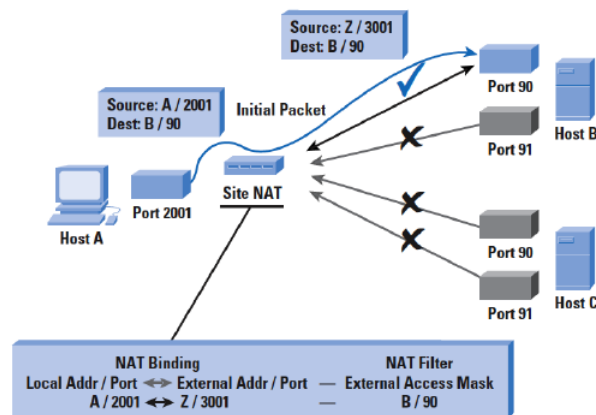 Source: Z / 3001
Dest: B / 90
Source: A / 2001
Dest: B / 90
Initial Packet
Port 90
Host B
Port 91
Site NAT
Port 2001
Host A
Port 90
Host C
Port 91
NAT Binding NAT Filter
Local Addr / Port External Addr / Port — External Access Mask
A / 2001 Z / 3001 — B / 90